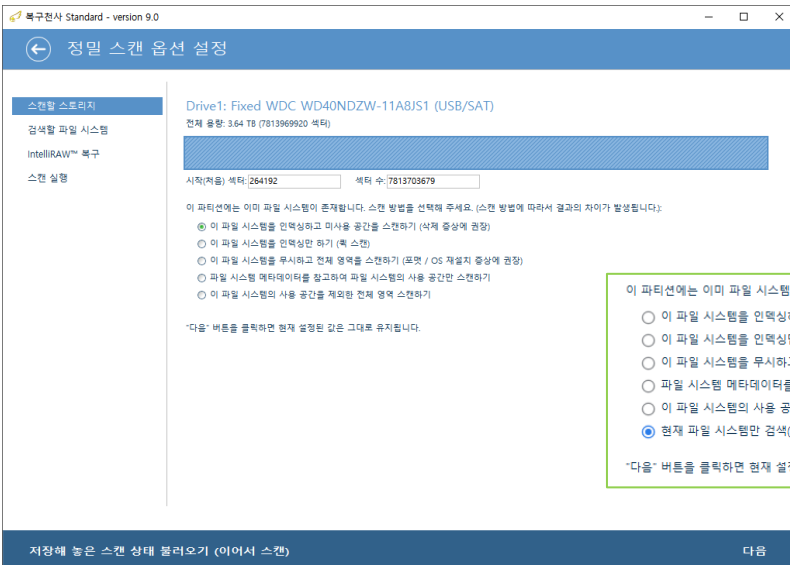 복구천사 Standard - version 9.0
정밀 스캔 옵션 설정
스캔할 스토리지
검색할 파일 시스템
IntelliRAW™ 복구
스캔 실행
Drive1: Fixed WDC WD40NDZW-11A8JS1 (USB/SAT)
전체 용량: 3.64 TB (7813969920 섹터)
시작(처음) 섹터: 264192 섹터 수: 7813703679
이 파티션에는 이미 파일 시스템이 존재합니다. 스캔 방법을 선택해 주세요. (스캔 방법에 따라서 결과의 차이가 발생됩니다.):
이 파일 시스템을 인덱싱하고 미사용 공간을 스캔하기 (삭제 증상에 권장)
이 파일 시스템을 인덱싱만 하기 (퀵 스캔)
이 파일 시스템을 무시하고 전체 영역을 스캔하기 (포맷 / OS 재설치 증상에 권장)
파일 시스템 메타데이터를 참고하여 파일 시스템의 사용 공간만 스캔하기
이 파일 시스템의 사용 공간을 제외한 전체 영역 스캔하기
"다음" 버튼을 클릭하면 현재 설정된 값은 그대로 유지됩니다.
이 파티션에는 이미 파일 시스템
이 파일 시스템을 인덱싱
이 파일 시스템을 인덱싱
이 파일 시스템을 무시하
파일 시스템 메타데이터를
이 파일 시스템의 사용 공
현재 파일 시스템만 검색(
"다음" 버튼을 클릭하면 현재 설
저장해 놓은 스캔 상태 불러오기 (이어서 스캔)
다음